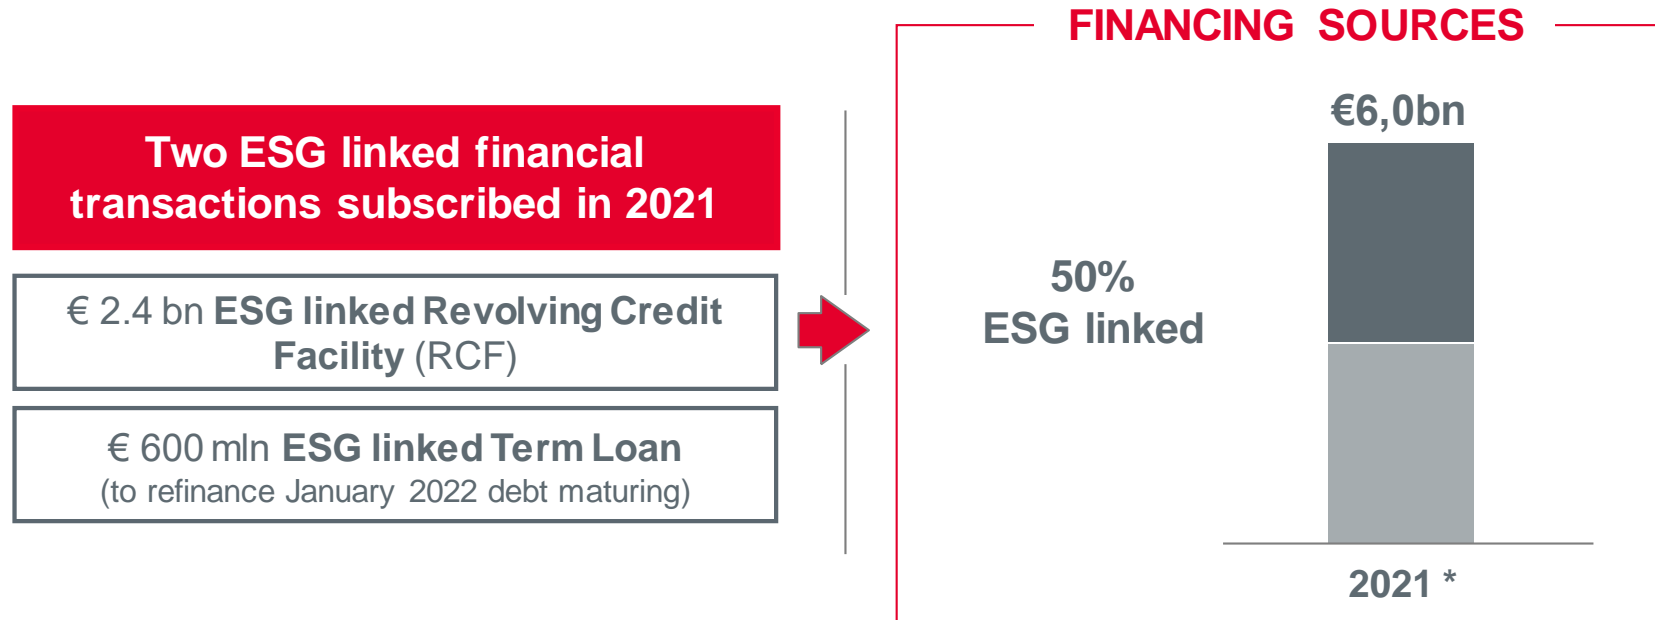 Two ESG linked financial
transactions subscribed in 2021
€ 2.4 bn ESG linked Revolving Credit
Facility (RCF)
€ 600 mln ESG linked Term Loan
(to refinance January 2022 debt maturing)
FINANCING SOURCES
€6,0bn
50%
ESG linked
2021 *